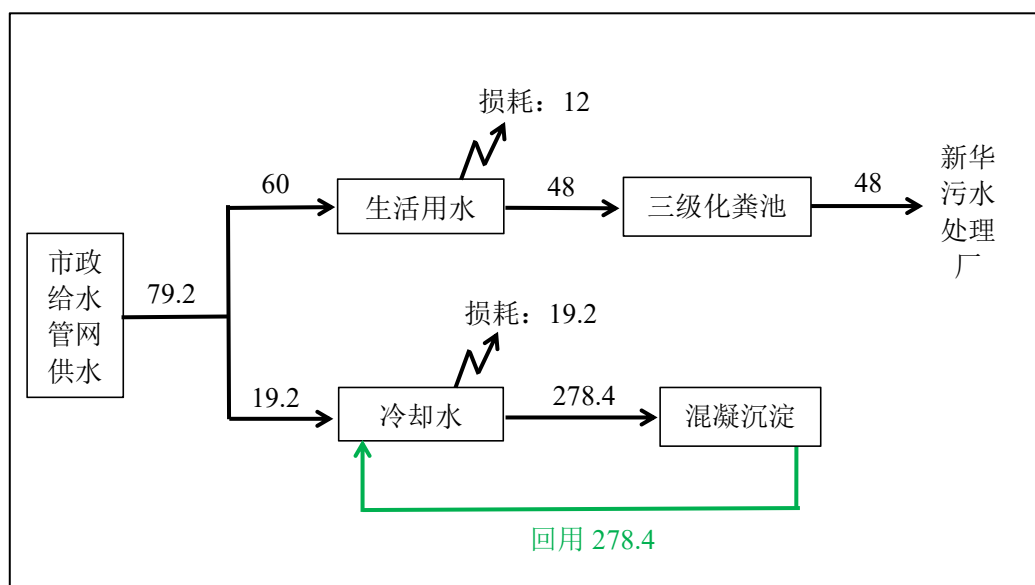 损耗：12
60
生活用水
48
三级化粪池
48
新华
污水
处理
厂
市政
给水
管网
供水
79.2
损耗：19.2
19.2
冷却水
278.4
混凝沉淀
回用 278.4